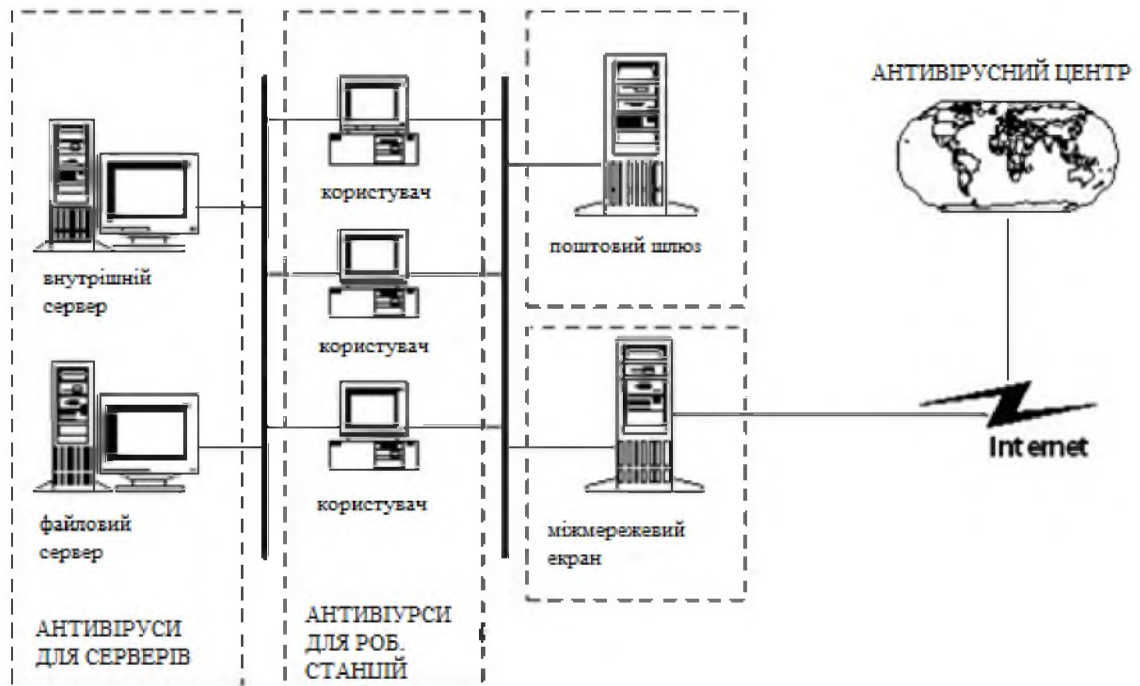 АНТИВІРУСНИЙ ЦЕНТР
користувач
поштовий шлюз
внутрішній
сервер
користувач
Internet
користувач
файловий
сервер
міжмережевий
екран
АНТИВІРУСИ
ДЛЯ СЕРВЕРІВ
АНТИВІУРСИ
ДЛЯ РОБ.
СТАНЦІЙ